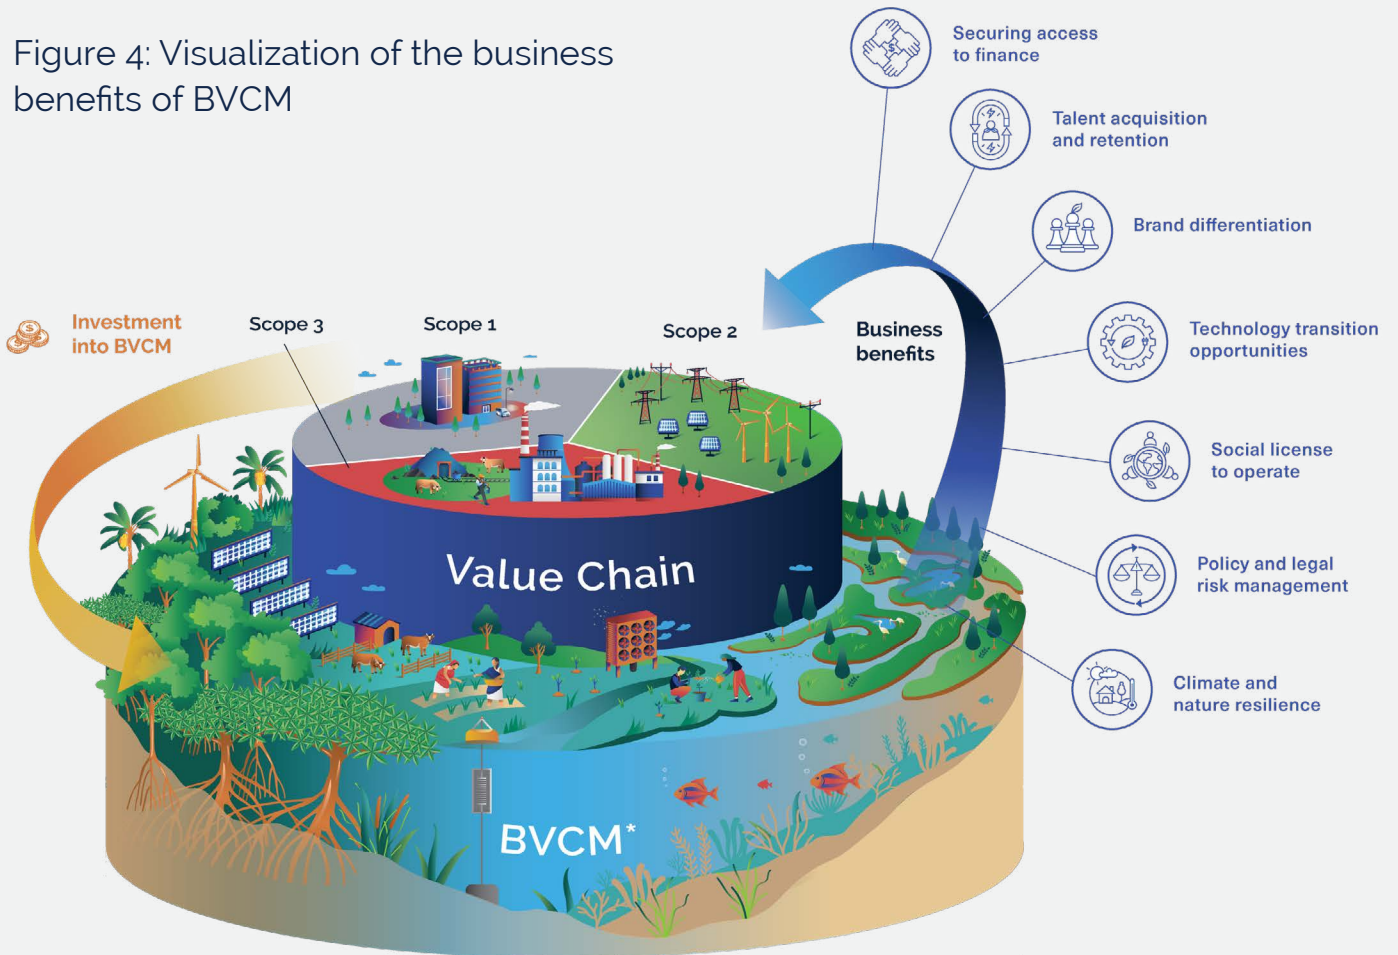 Figure 4: Visualization of the business
benefits of BVCM
Securing access
to finance
Talent acquisition
and retention
Brand differentiation
Technology transition
opportunities
Social license
to operate
Policy and legal
risk management
Climate and
nature resilience
Investment
into BVCM
Scope 3
Scope 1
Scope 2
Business
benefits
Value Chain
BVCM*